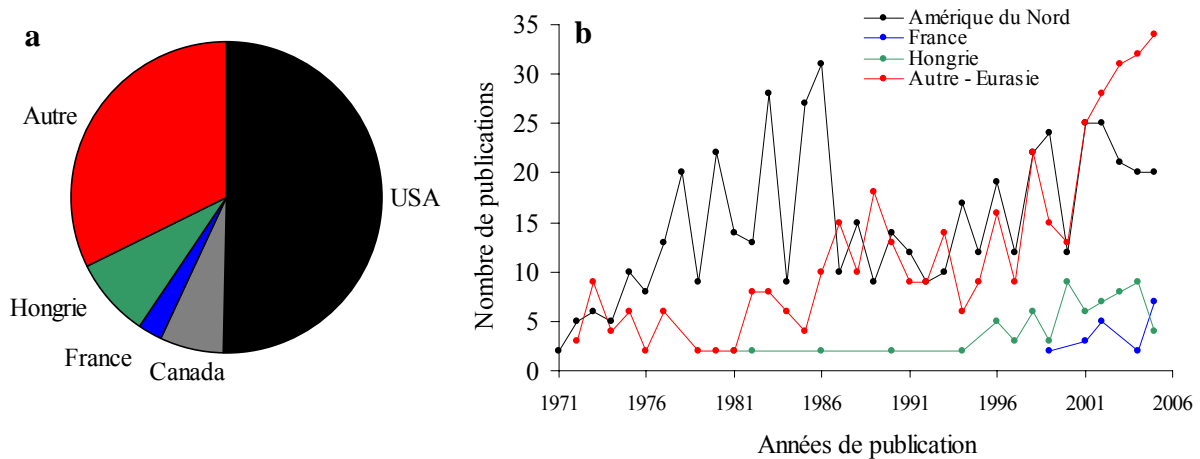 a
Autre
USA
Hongrie
France
Canada
b
Amérique du Nord
France
Hongrie
Autre - Eurasie
Nombre de publications
35
30
25
20
15
10
5
0
1971
1976
1981
1986
1991
1996
2001
2006
Années de publication